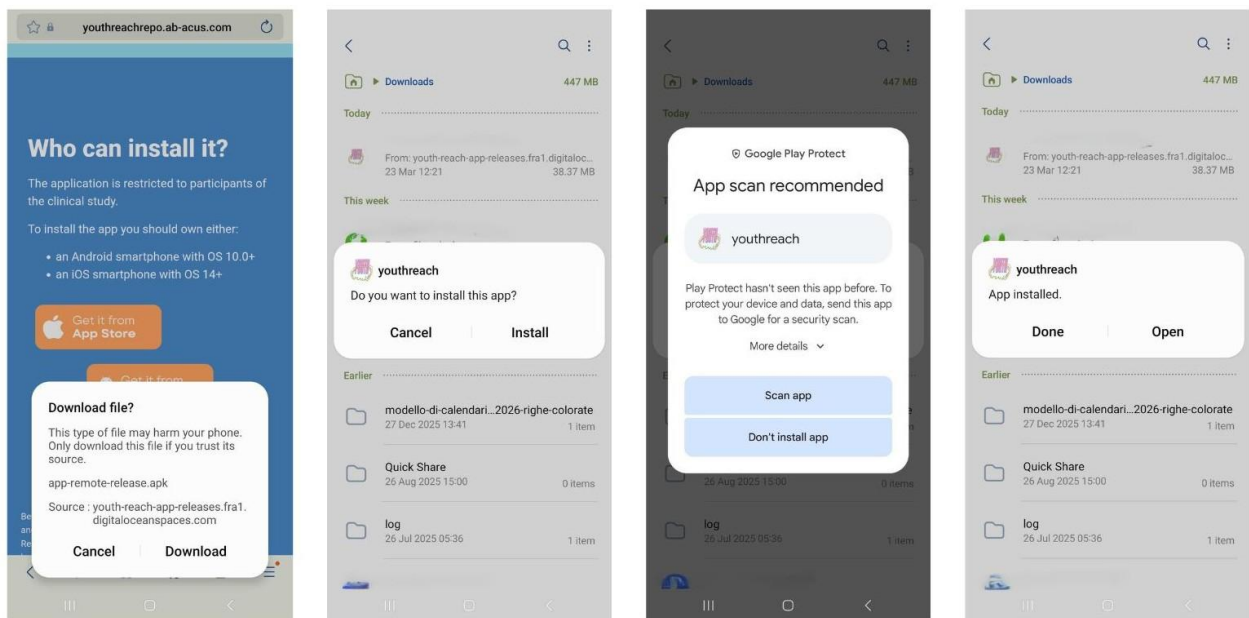 youthreachrepo.ab-acus.com
Who can install it?
The application is restricted to participants of
the clinical study.
To install the app you should own either:
• an Android smartphone with OS 10.0+
• an iOS smartphone with OS 14+
Get it from
App Store
Get it from
Download file?
This type of file may harm your phone.
Only download this file if you trust its
source.
app-remote-release.apk
Source : youth-reach-app-releases.fra1.
digitaloceanspaces.com
Cancel
Download
Downloads
447 MB
Today
From: youth-reach-app-releases.fra1.digitaloc...
23 Mar 12:21
38.37 MB
This week
youthreach
Do you want to install this app?
Cancel
Install
Earlier
modello-di-calendari...2026-righe-colorate
27 Dec 2025 13:41
1 item
Quick Share
26 Aug 2025 15:00
0 items
log
26 Jul 2025 05:36
1 item
Downloads
447 MB
Today
Google Play Protect
App scan recommended
youthreach
Play Protect hasn't seen this app before. To
protect your device and data, send this app
to Google for a security scan.
More details
Scan app
Don't install app
26 Aug 2025 15:00
0 items
log
26 Jul 2025 05:36
1 item
Downloads
447 MB
Today
From: youth-reach-app-releases.fra1.digitaloc...
23 Mar 12:21
38.37 MB
This week
youthreach
App installed.
Done
Open
Earlier
modello-di-calendari...2026-righe-colorate
27 Dec 2025 13:41
1 item
Quick Share
26 Aug 2025 15:00
0 items
log
26 Jul 2025 05:36
1 item